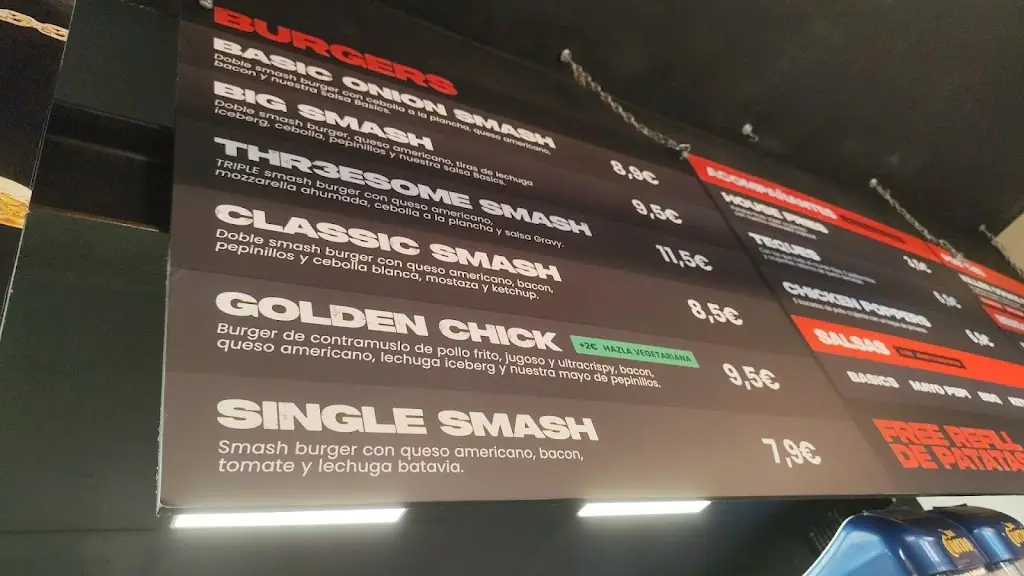 BURGERS
BASIC ONION SMASH
Doble smash burger con cebolla a la plancha, queso americano,
bacon y nuestra salsa Basics.
8,9€
BIG SMASH
Doble smash burger, queso americano, tiras de lechuga
iceberg, cebolla, pepinillos y nuestra salsa Basics.
9,5€
THR3ESOME SMASH
TRIPLE smash burger con queso americano,
mozzarella ahumada, cebolla a la plancha y salsa Gravy.
11,5€
CLASSIC SMASH
Doble smash burger con queso americano, bacon,
pepinillos y cebolla blanca, mostaza y ketchup.
8,5€
GOLDEN CHICK
+2€ HAZLA VEGETARIANA
Burger de contramuslo de pollo frito, jugoso y ultracrispy, bacon,
queso americano, lechuga iceberg y nuestra mayo de pepinillos.
9,5€
SINGLE SMASH
Smash burger con queso americano, bacon,
tomate y lechuga batavia.
7,9€
ACOMPAÑANTES
HOUSE FRIES
TECUES
CHICKEN POPPERS
SALSAS
BASICS MAYO PEPI
FREE REFILL
DE PATATAS